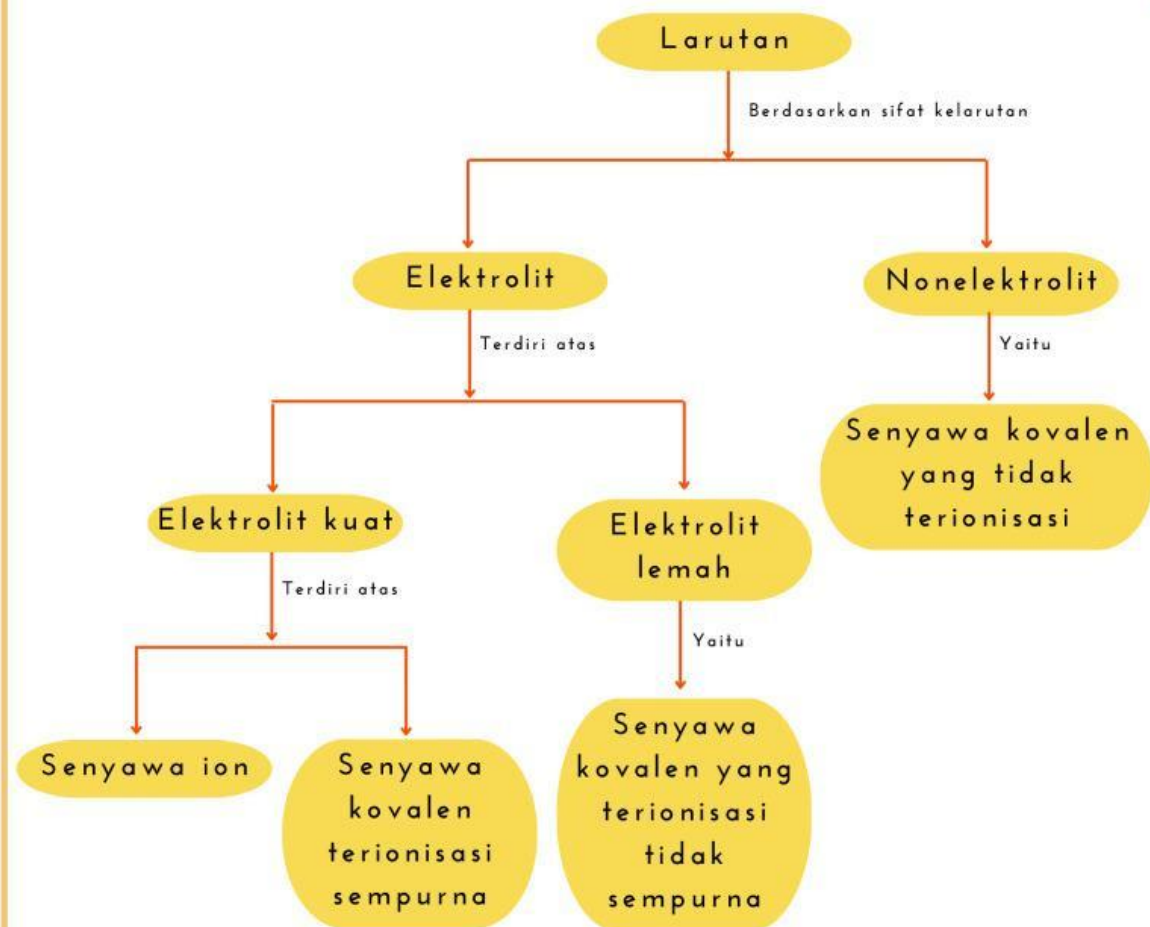 Larutan
Berdasarkan sifat kelarutan
Elektrolit
Nonelektrolit
Terdiri atas
Yaitu
Senyawa kovalen
yang tidak
terionisasi
Elektrolit kuat
Elektrolit
lemah
Terdiri atas
Yaitu
Senyawa ion
Senyawa
kovalen
terionisasi
sempurna
Senyawa
kovalen yang
terionisasi
tidak
sempurna